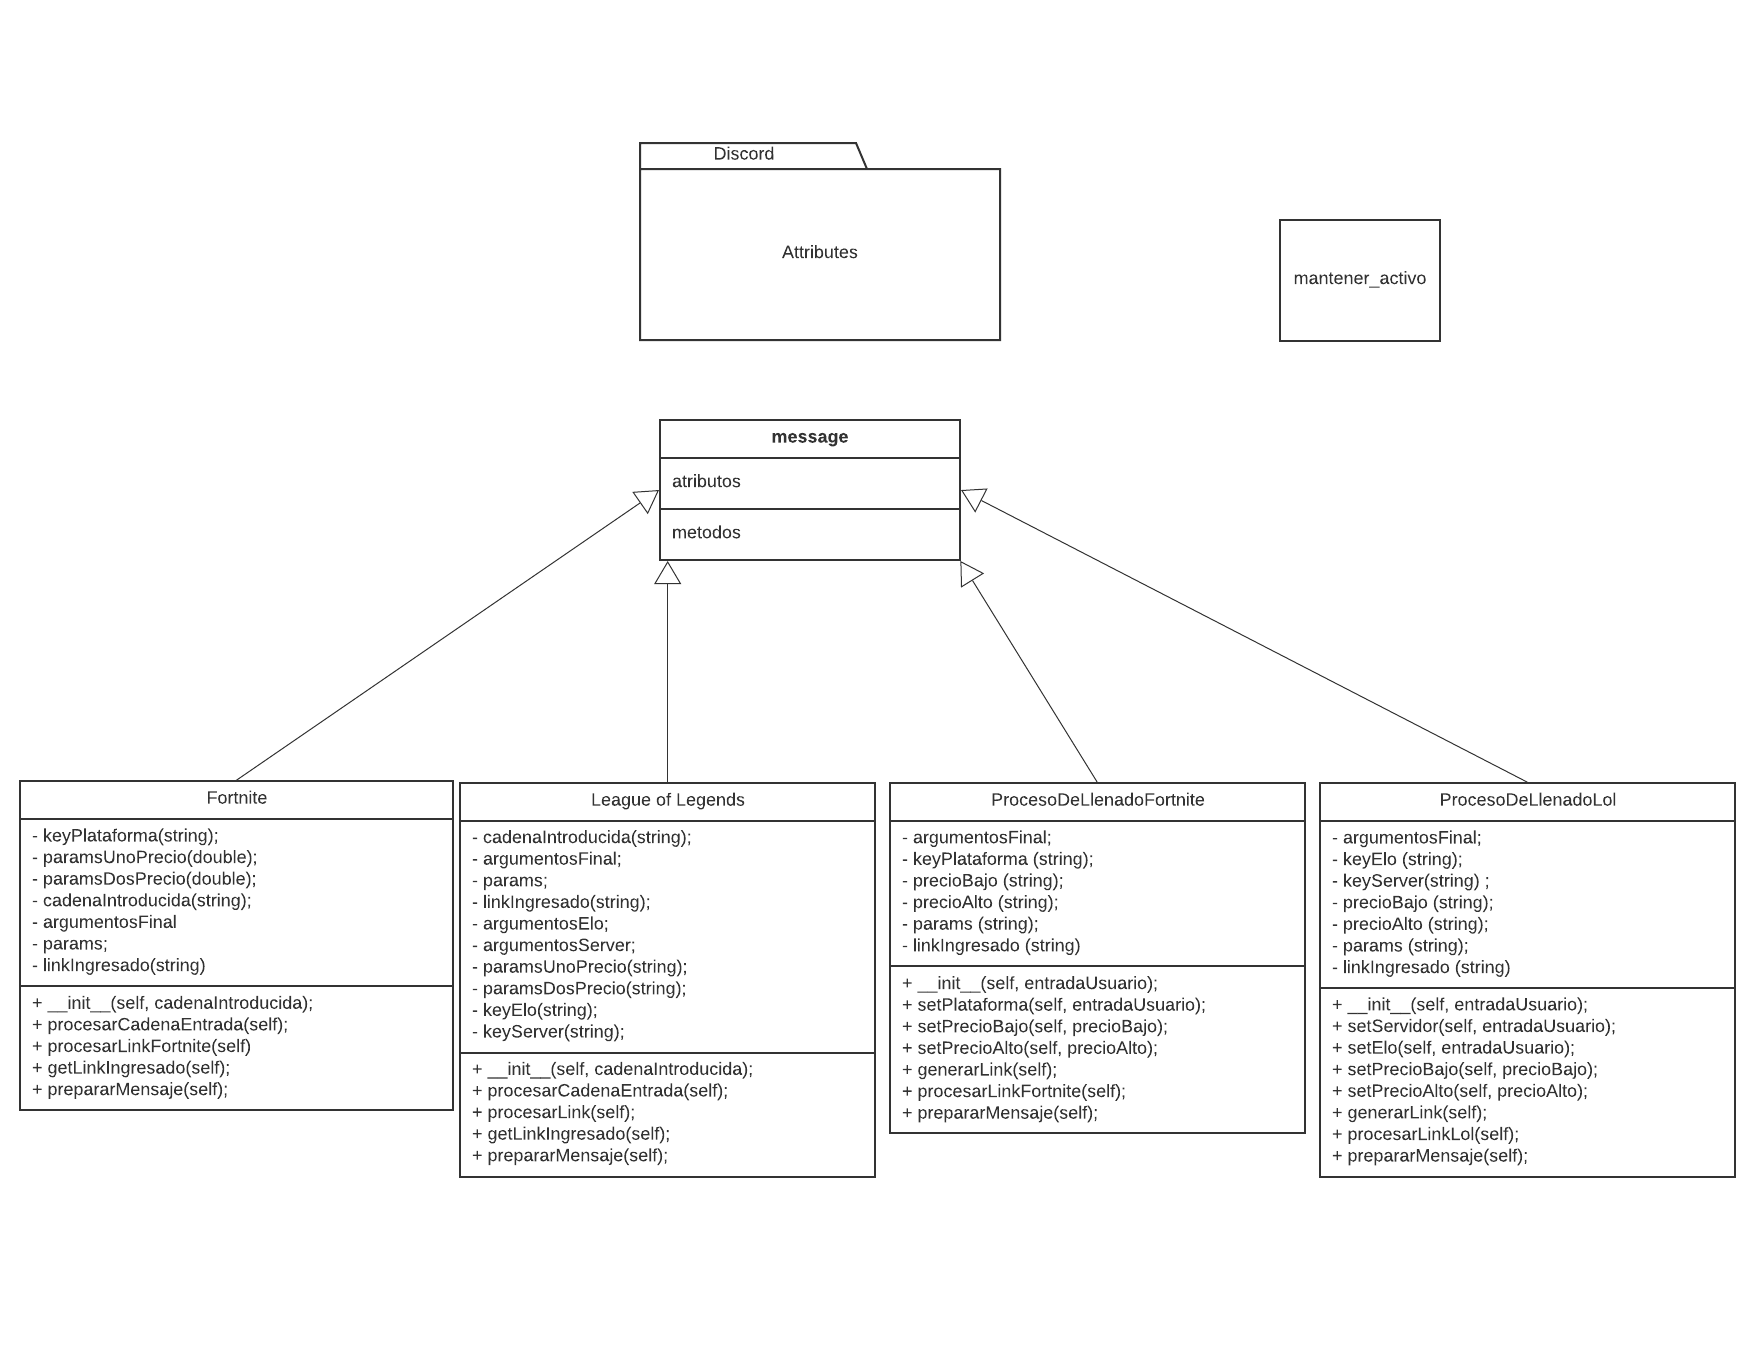 Discord
Attributes
mantener_activo
message
atributos
metodos
Fortnite
- keyPlataforma(string);
- paramsUnoPrecio(double);
- paramsDosPrecio(double);
- cadenaIntroducida(string);
- argumentosFinal
- params;
- linkIngresado(string)
+ __init__(self, cadenaIntroducida);
+ procesarCadenaEntrada(self);
+ procesarLinkFortnite(self)
+ getLinkIngresado(self);
+ prepararMensaje(self);
League of Legends
- cadenaIntroducida(string);
- argumentosFinal;
- params;
- linkIngresado(string);
- argumentosElo;
- argumentosServer;
- paramsUnoPrecio(string);
- paramsDosPrecio(string);
- keyElo(string);
- keyServer(string);
+ __init__(self, cadenaIntroducida);
+ procesarCadenaEntrada(self);
+ procesarLink(self);
+ getLinkIngresado(self);
+ prepararMensaje(self);
ProcesoDeLlenadoFortnite
- argumentosFinal;
- keyPlataforma (string);
- precioBajo (string);
- precioAlto (string);
- params (string);
- linkIngresado (string)
+ __init__(self, entradaUsuario);
+ setPlataforma(self, entradaUsuario);
+ setPrecioBajo(self, precioBajo);
+ setPrecioAlto(self, precioAlto);
+ generarLink(self);
+ procesarLinkFortnite(self);
+ prepararMensaje(self);
ProcesoDeLlenadoLol
- argumentosFinal;
- keyElo (string);
- keyServer(string) ;
- precioBajo (string);
- precioAlto (string);
- params (string);
- linkIngresado (string)
+ __init__(self, entradaUsuario);
+ setServidor(self, entradaUsuario);
+ setElo(self, entradaUsuario);
+ setPrecioBajo(self, precioBajo);
+ setPrecioAlto(self, precioAlto);
+ generarLink(self);
+ procesarLinkLol(self);
+ prepararMensaje(self);